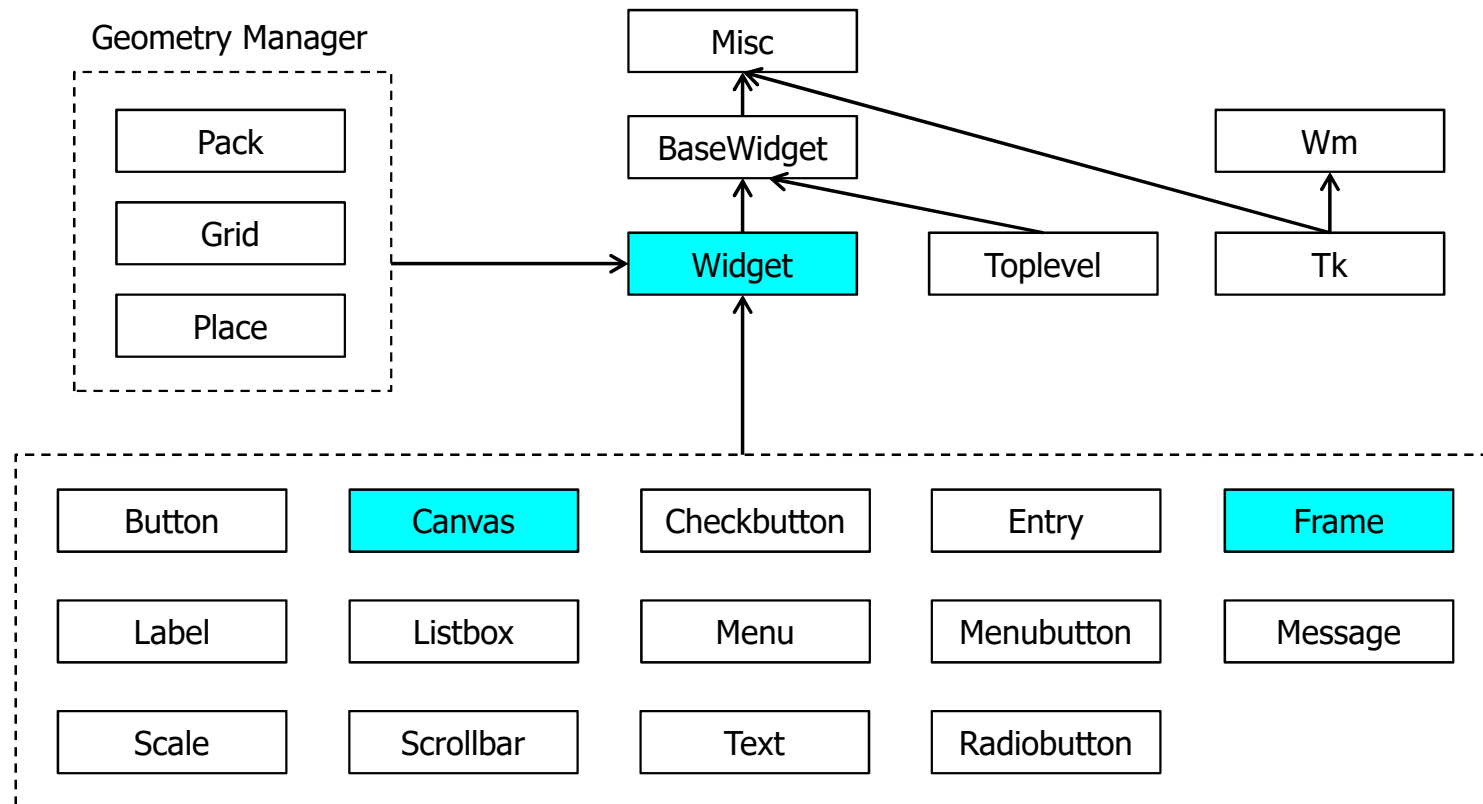 Geometry Manager
Misc
Pack
BaseWidget
Wm
Grid
Widget
Toplevel
Tk
Place
Button
Canvas
Checkbutton
Entry
Frame
Label
Listbox
Menu
Menubutton
Message
Scale
Scrollbar
Text
Radiobutton